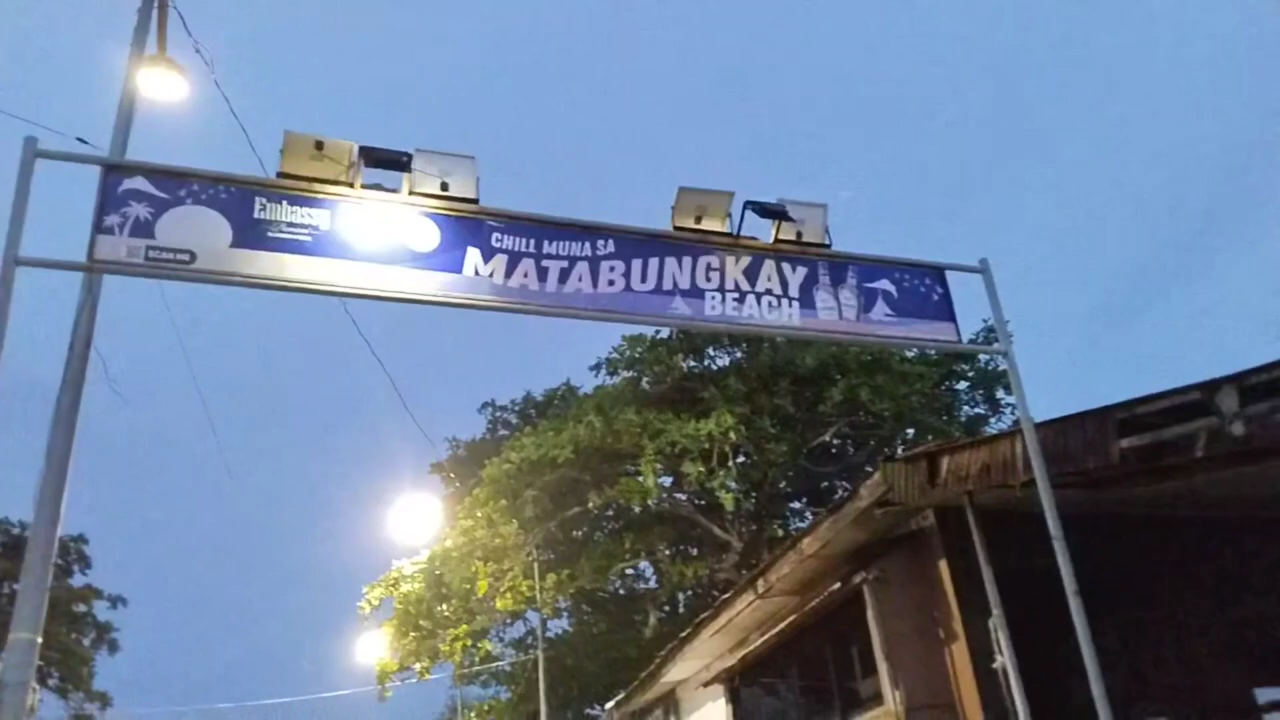 SCAN ME
Embassy
CHILL MUNA SA
MATABUNGKAY
BEACH